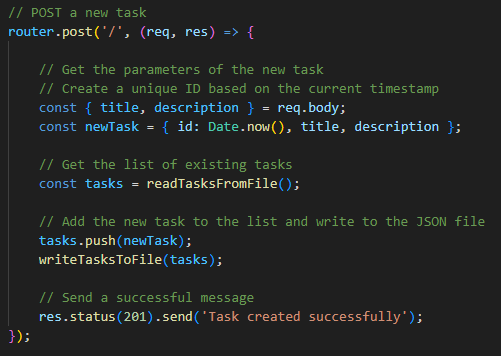 // POST a new task
router.post('/', (req, res) => {
// Get the parameters of the new task
// Create a unique ID based on the current timestamp
const { title, description } = req.body;
const newTask = { id: Date.now(), title, description };
// Get the list of existing tasks
const tasks = readTasksFromFile();
// Add the new task to the list and write to the JSON file
tasks.push(newTask);
writeTasksToFile(tasks);
// Send a successful message
res.status(201).send('Task created successfully');
});